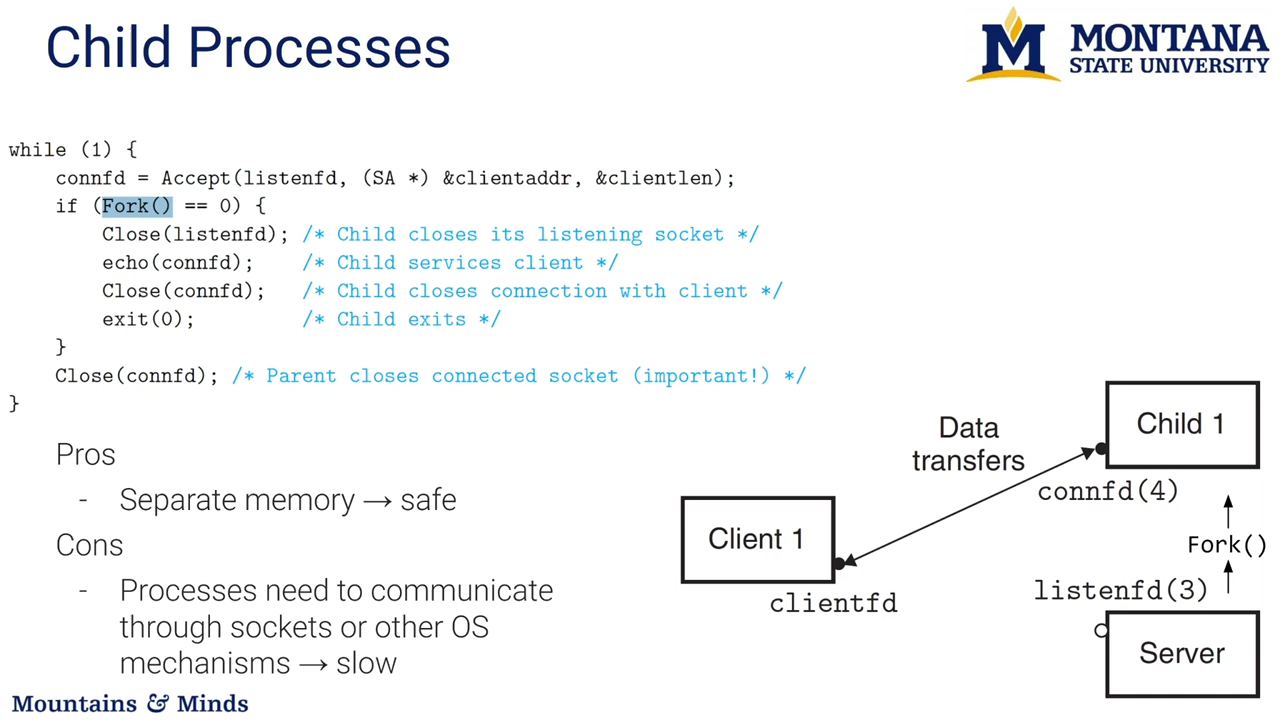 Child Processes
MONTANA
STATE UNIVERSITY
while (1) {
connfd = Accept(listenfd, (SA *) &clientaddr, &clientlen);
if (Fork() == 0) {
Close(listenfd); /* Child closes its listening socket */
echo(connfd); /* Child services client */
Close(connfd); /* Child closes connection with client */
exit(0); /* Child exits */
}
Close(connfd); /* Parent closes connected socket (important!) */
}
Pros
- Separate memory → safe
Cons
- Processes need to communicate
through sockets or other OS
mechanisms → slow
Data
transfers
Child 1
connfd(4)
Client 1
clientfd
Fork()
listenfd(3)
Server
Mountains & Minds